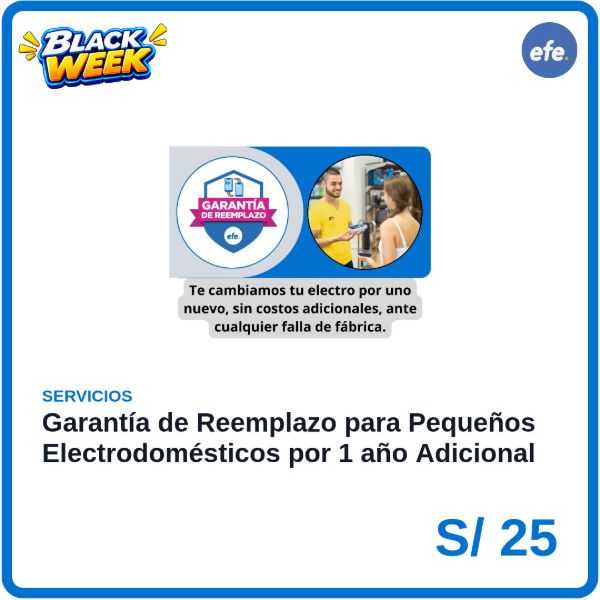 BLACK
WEEK
efe.
GARANTÍA
DE REEMPLAZO
efe.
Te cambiamos tu electro por uno
nuevo, sin costos adicionales, ante
cualquier falla de fábrica.
SERVICIOS
Garantía de Reemplazo para Pequeños
Electrodomésticos por 1 año Adicional
S/ 25